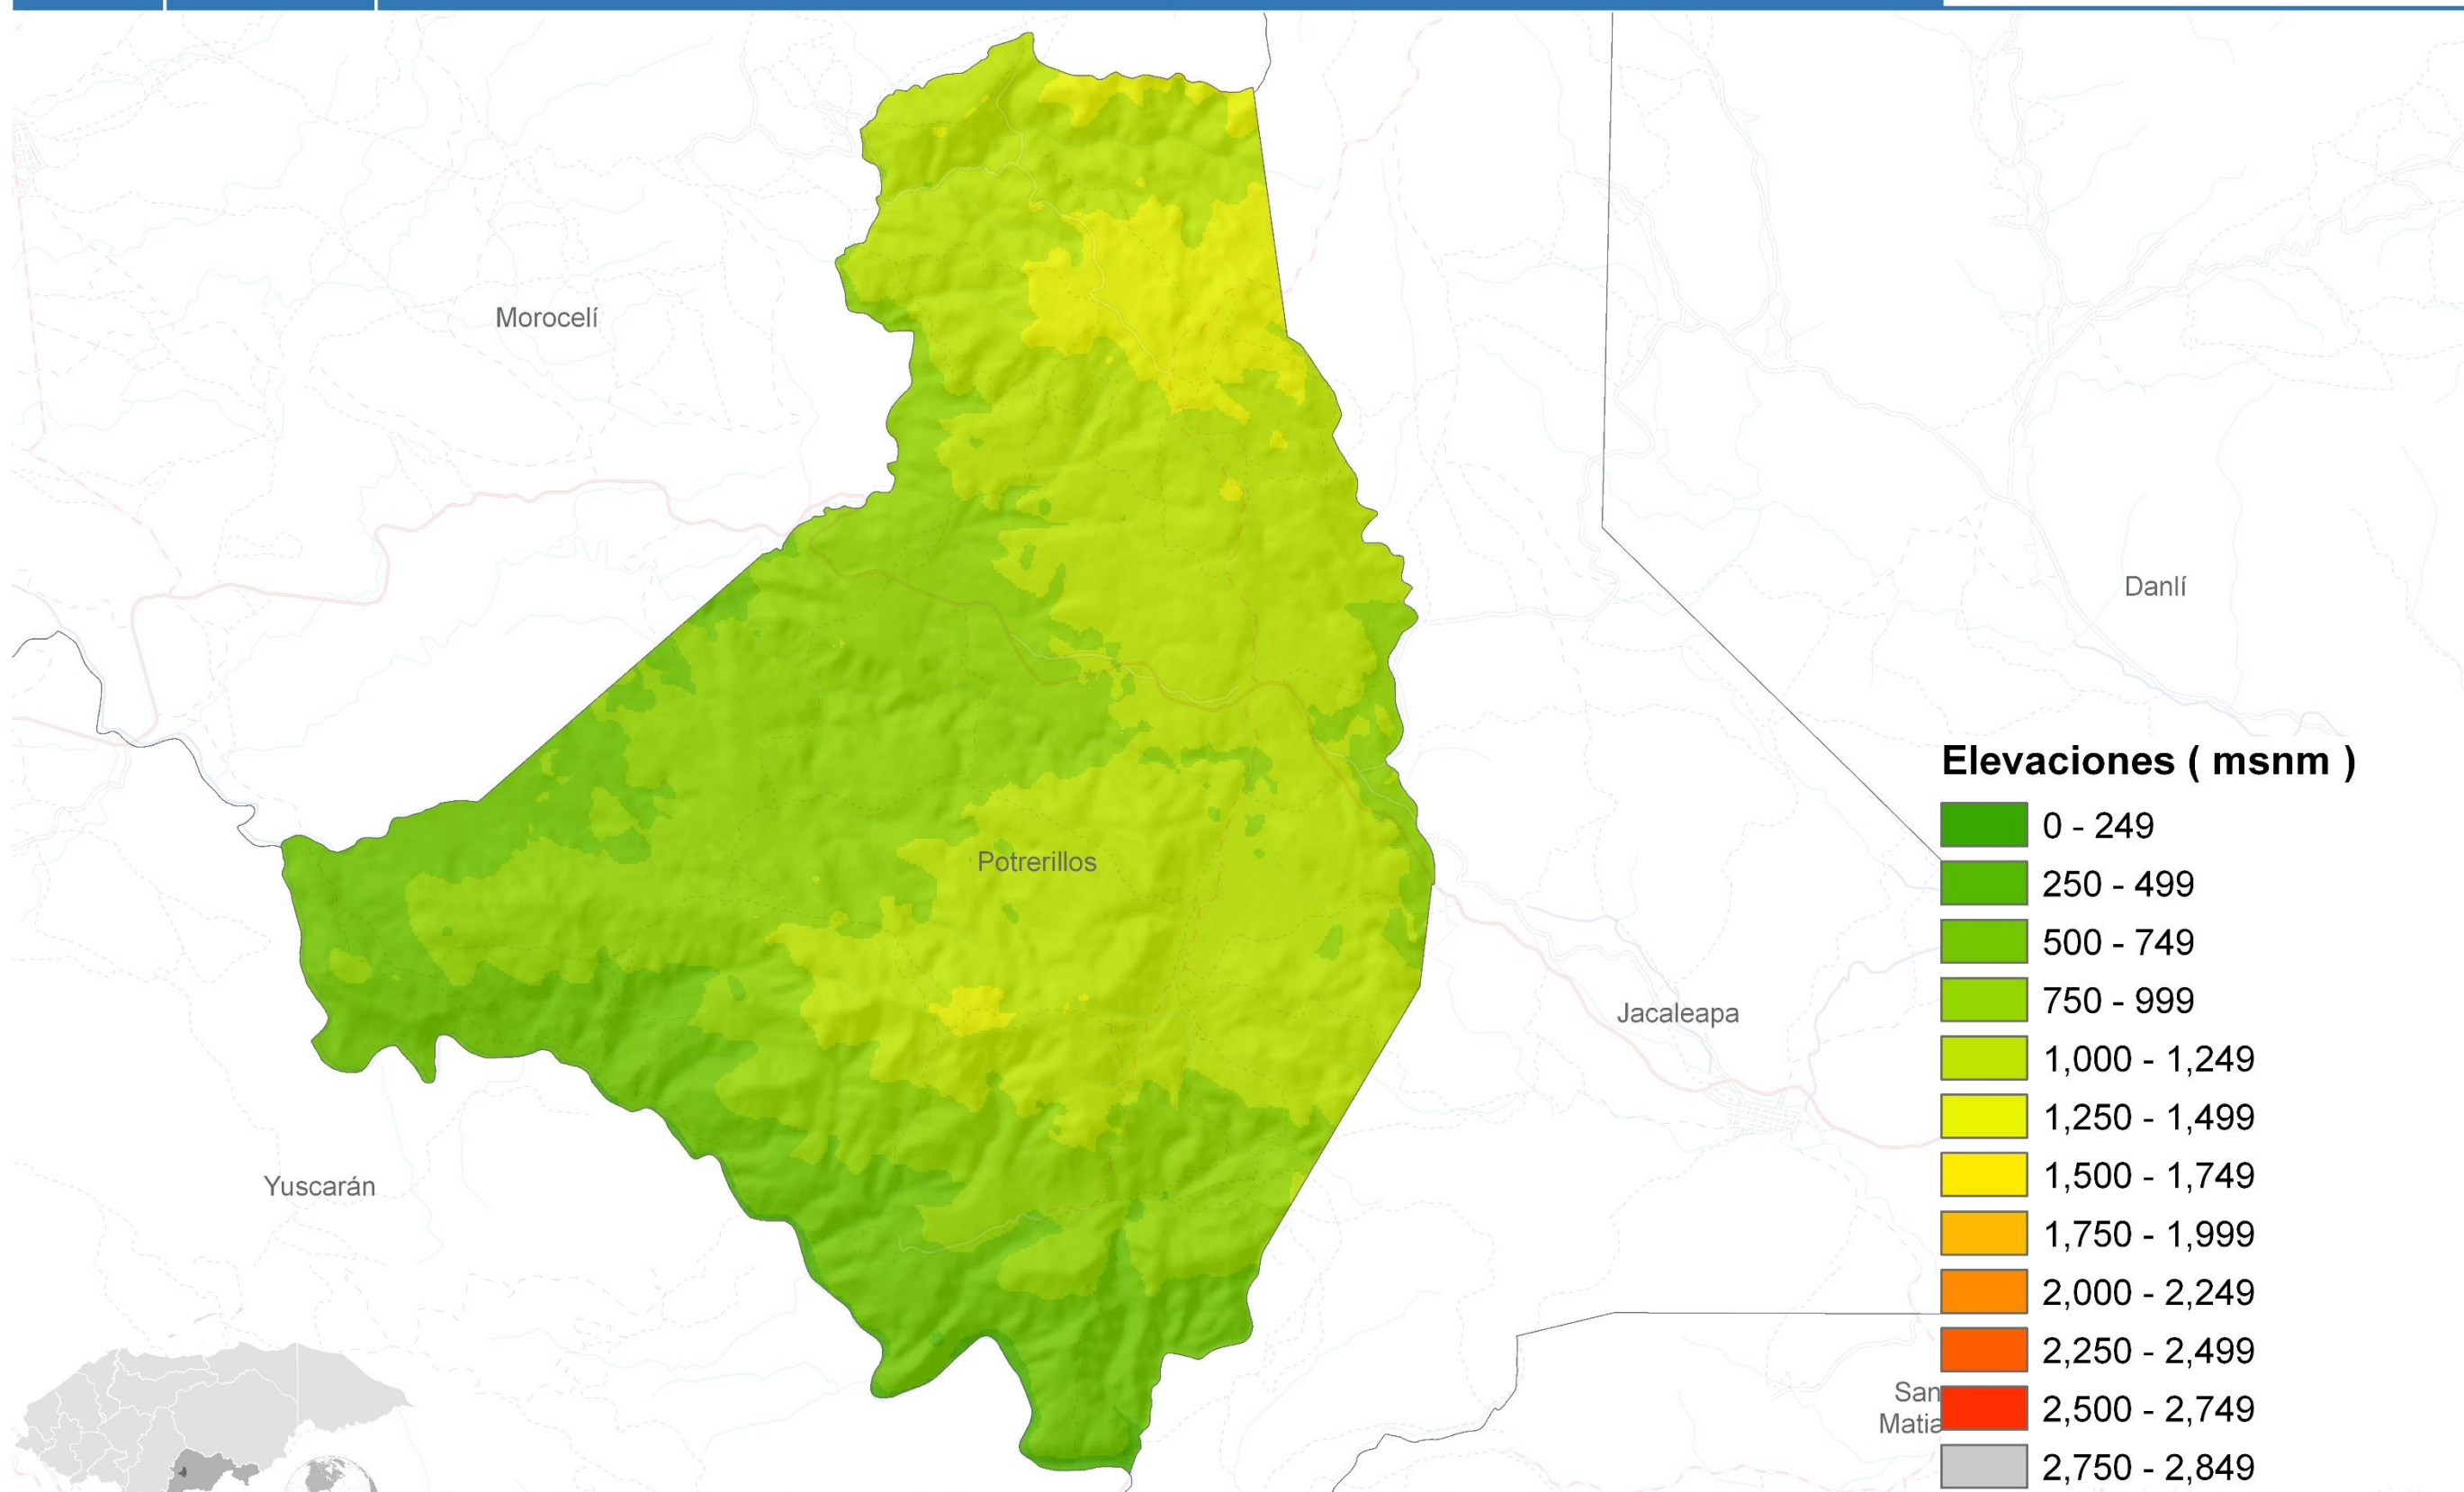 Morocelí
Danlí
Potrerillos
Jacaleapa
Yuscarán
San
Matia
Elevaciones ( msnm )
0 - 249
250 - 499
500 - 749
750 - 999
1,000 - 1,249
1,250 - 1,499
1,500 - 1,749
1,750 - 1,999
2,000 - 2,249
2,250 - 2,499
2,500 - 2,749
2,750 - 2,849